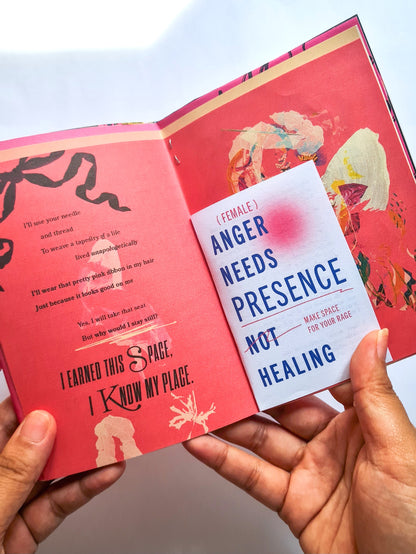 I'll use your needle
and thread
To weave a tapestry of a life
lived unapologetically
I'll wear that pretty pink ribbon in my hair
Just because it looks good on me
Yes, I will take that seat
But why would I stay still?
I EARNED THIS SPACE,
I KNOW MY PLACE.
(FEMALE)
ANGER
NEEDS
PRESENCE
NOT
HEALING
MAKE SPACE
FOR YOUR RAGE